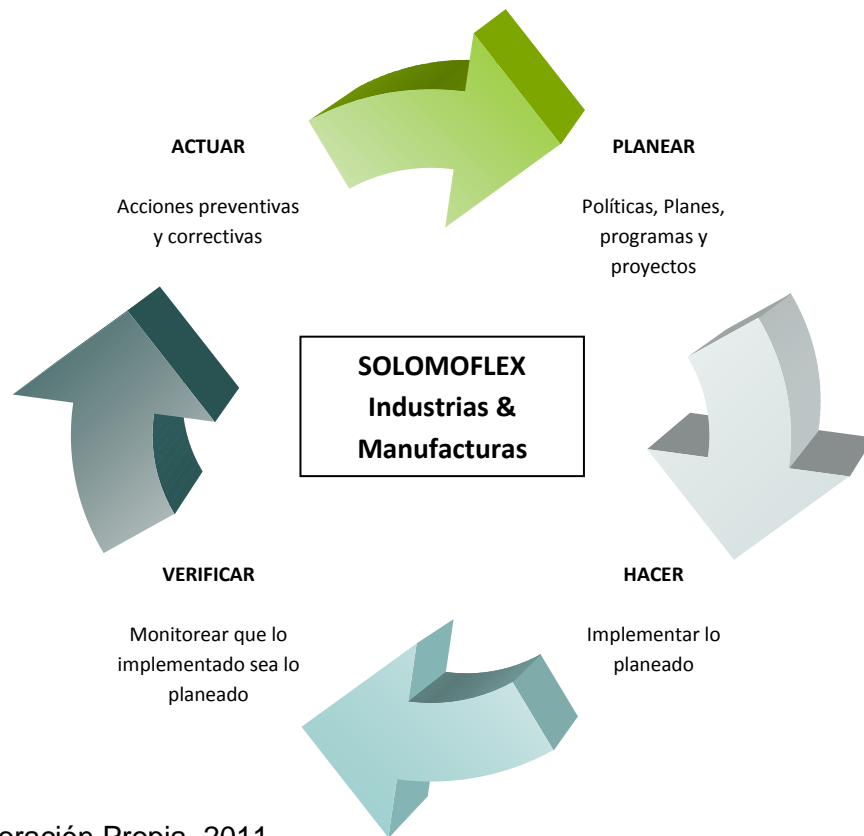 ACTUAR
Acciones preventivas
y correctivas
PLANEAR
Políticas, Planes,
programas y
proyectos
SOLOMOFLEX
Industrias &
Manufacturas
VERIFICAR
Monitorear que lo
implementado sea lo
planeado
HACER
Implementar lo
planeado
Propia, 2011